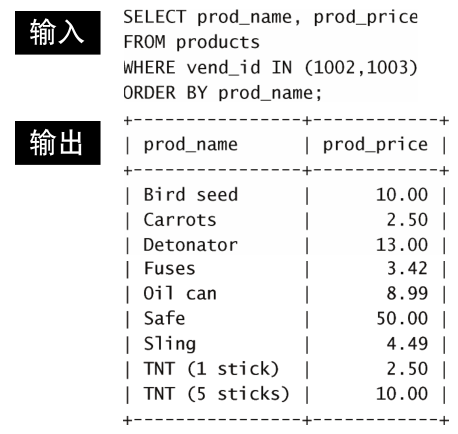 输入
SELECT prod_name, prod_price
FROM products
WHERE vend_id IN (1002,1003)
ORDER BY prod_name;
输出
+-----------------+------------+
| prod_name       | prod_price |
+-----------------+------------+
| Bird seed       |      10.00 |
| Carrots         |       2.50 |
| Detonator       |      13.00 |
| Fuses           |       3.42 |
| Oil can         |       8.99 |
| Safe            |      50.00 |
| Sling           |       4.49 |
| TNT (1 stick)   |       2.50 |
| TNT (5 sticks)  |      10.00 |
+-----------------+------------+